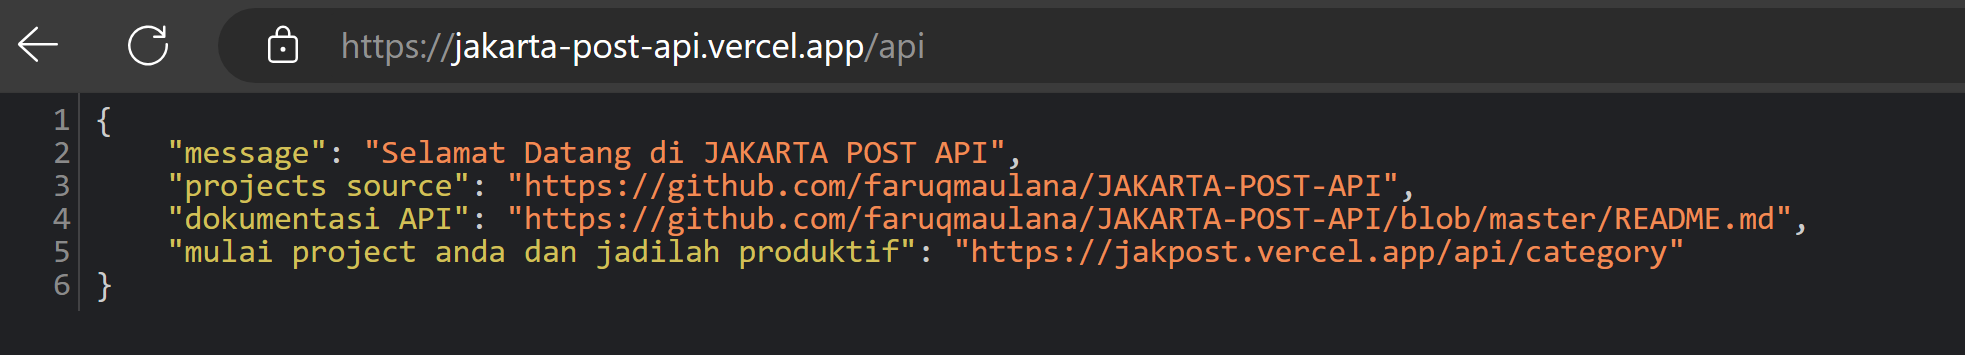 https://jakarta-post-api.vercel.app/api
1 {
2 "message": "Selamat Datang di JAKARTA POST API",
3 "projects source": "https://github.com/faruqmaulana/JAKARTA-POST-API",
4 "dokumentasi API": "https://github.com/faruqmaulana/JAKARTA-POST-API/blob/master/README.md",
5 "mulai project anda dan jadilah produktif": "https://jakpost.vercel.app/api/category"
6 }